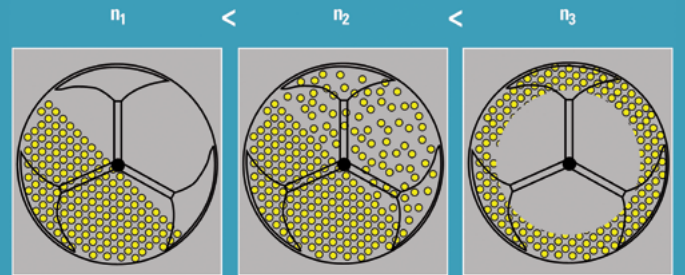 n₁ < n₂ < n₃